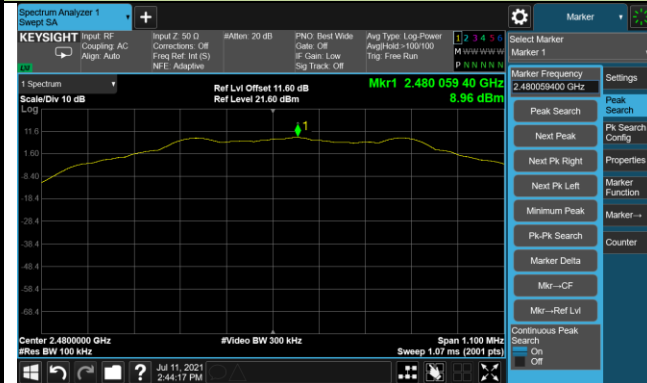 Spectrum Analyzer 1
Swept SA
Marker
KEYSIGHT
Input: RF
Coupling: AC
Align: Auto
Input Z: 50 Ω
Corrections: Off
Freq Ref: Int (S)
NFE: Adaptive
#Atten: 20 dB
PNO: Best Wide
Gate: Off
IF Gain: Low
Sig Track: Off
Avg Type: Log-Power
Avg|Hold:>100/100
Trig: Free Run
1 2 3 4 5 6
M W W W W W
P N N N N N
Select Marker
Marker 1
LXI
1 Spectrum
Scale/Div 10 dB
Log
Ref Lvl Offset 11.60 dB
Ref Level 21.60 dBm
Mkr1 2.480 059 40 GHz
8.96 dBm
1
11.6
1.60
-8.40
-18.4
-28.4
-38.4
-48.4
-58.4
-68.4
Center 2.4800000 GHz
#Res BW 100 kHz
#Video BW 300 kHz
Span 1.100 MHz
Sweep 1.07 ms (2001 pts)
Marker Frequency
2.480059400 GHz
Peak Search
Next Peak
Next Pk Right
Next Pk Left
Minimum Peak
Pk-Pk Search
Marker Delta
Mkr→CF
Mkr→Ref Lvl
Continuous Peak
Search
On
Off
Settings
Peak
Search
Pk Search
Config
Properties
Marker
Function
Marker→
Counter
?
Jul 11, 2021
2:44:17 PM